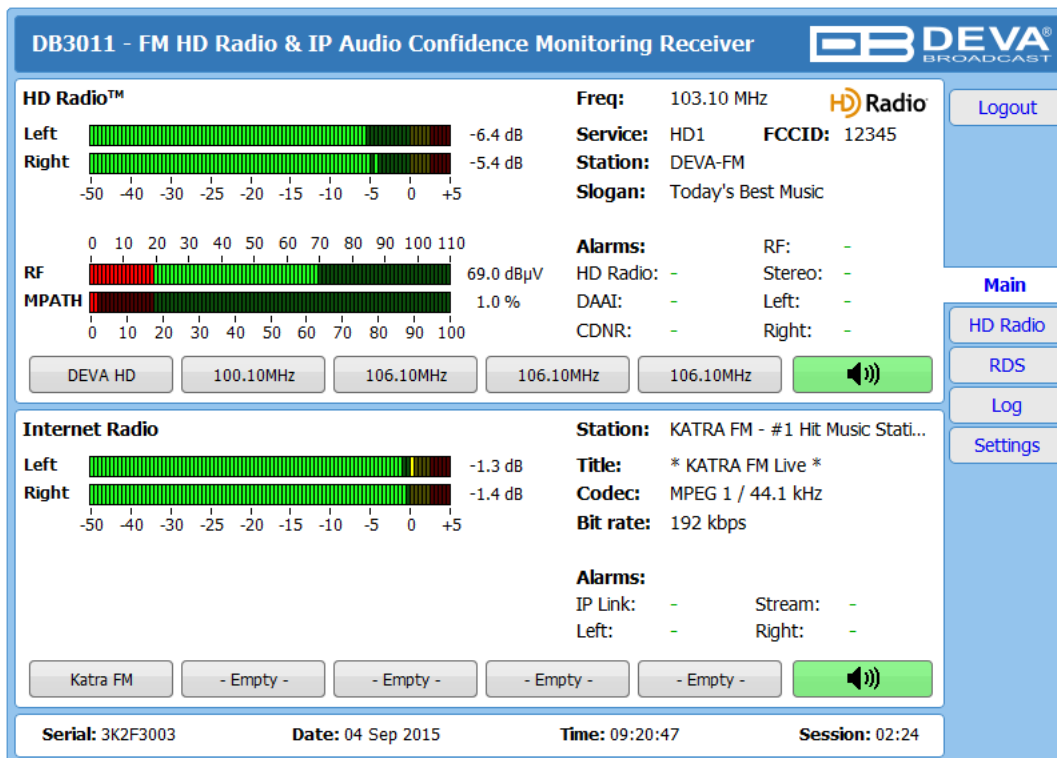 DB3011 - FM HD Radio & IP Audio Confidence Monitoring Receiver
DEVA®
BROADCAST
HD Radio™
Freq: 103.10 MHz
HD Radio
Logout
Left -6.4 dB
Service: HD1 FCCID: 12345
Right -5.4 dB
Station: DEVA-FM
-50 -40 -30 -25 -20 -15 -10 -5 0 +5
Slogan: Today's Best Music
0 10 20 30 40 50 60 70 80 90 100 110
Alarms: RF: -
RF 69.0 dBµV
HD Radio: - Stereo: -
MPATH 1.0 %
DAAI: - Left: -
0 10 20 30 40 50 60 70 80 90 100
CDNR: - Right: -
Main
HD Radio
RDS
Log
Settings
DEVA HD 100.10MHz 106.10MHz 106.10MHz 106.10MHz
Internet Radio
Station: KATRA FM - #1 Hit Music Stati...
Left -1.3 dB
Title: * KATRA FM Live *
Right -1.4 dB
Codec: MPEG 1 / 44.1 kHz
-50 -40 -30 -25 -20 -15 -10 -5 0 +5
Bit rate: 192 kbps
Alarms:
IP Link: - Stream: -
Left: - Right: -
Katra FM - Empty - - Empty - - Empty - - Empty -
Serial: 3K2F3003 Date: 04 Sep 2015 Time: 09:20:47 Session: 02:24